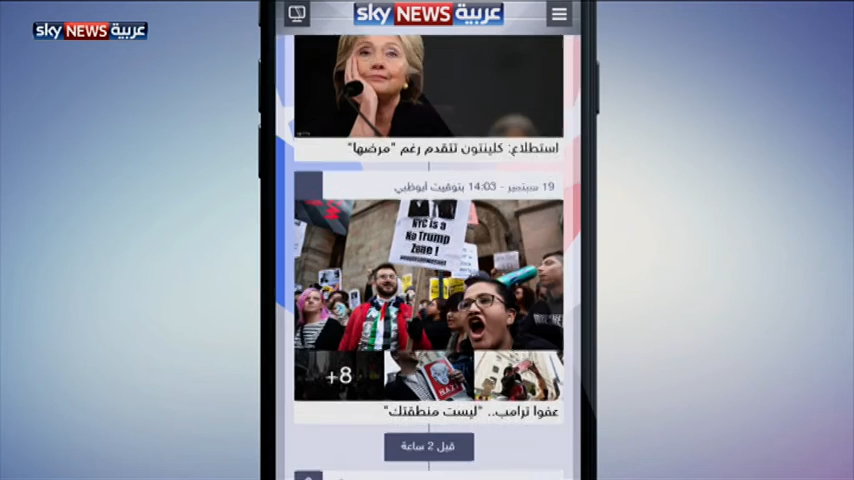 sky NEWS عربية
sky NEWS عربية
استطلاع: كلينتون تتقدم رغم "مرضها"
19 سبتمبر - 14:03 بتوقيت أبوظبي
NYC is a
No Trump
Zone !
NAZI
+8
عفوا ترامب.. "ليست منطقتك"
قبل 2 ساعة